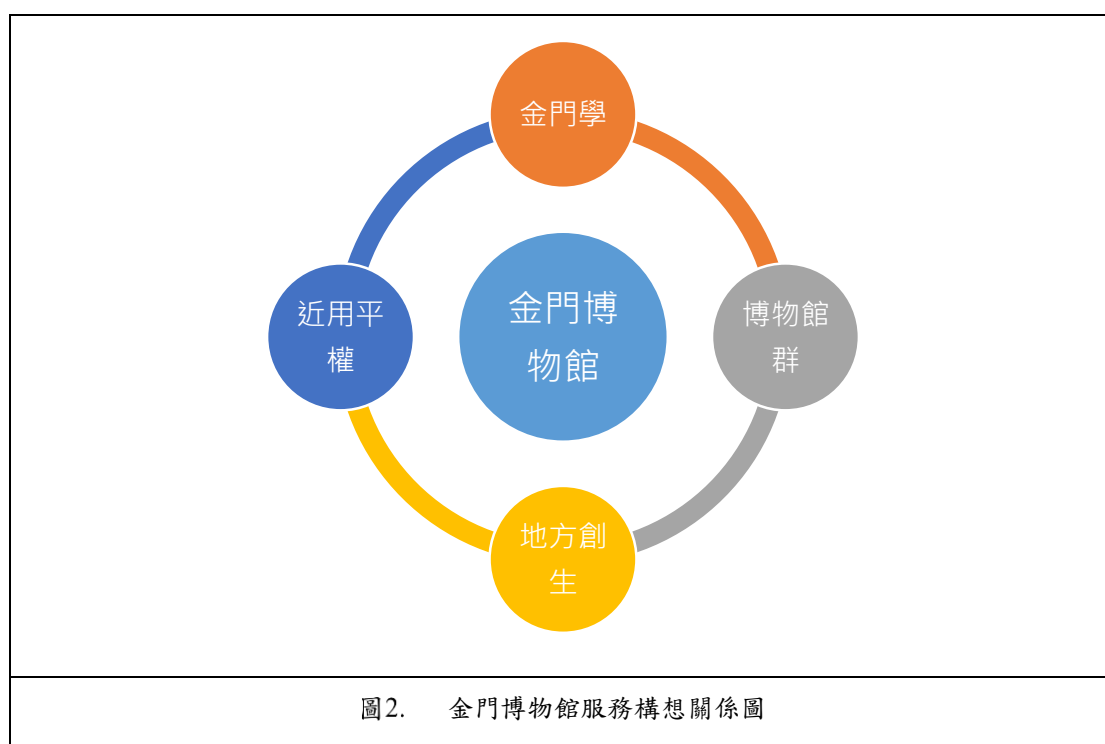 金門學
近用平
權
金門博
物館
博物館
群
地方創
生
圖2. 金門博物館服務構想關係圖